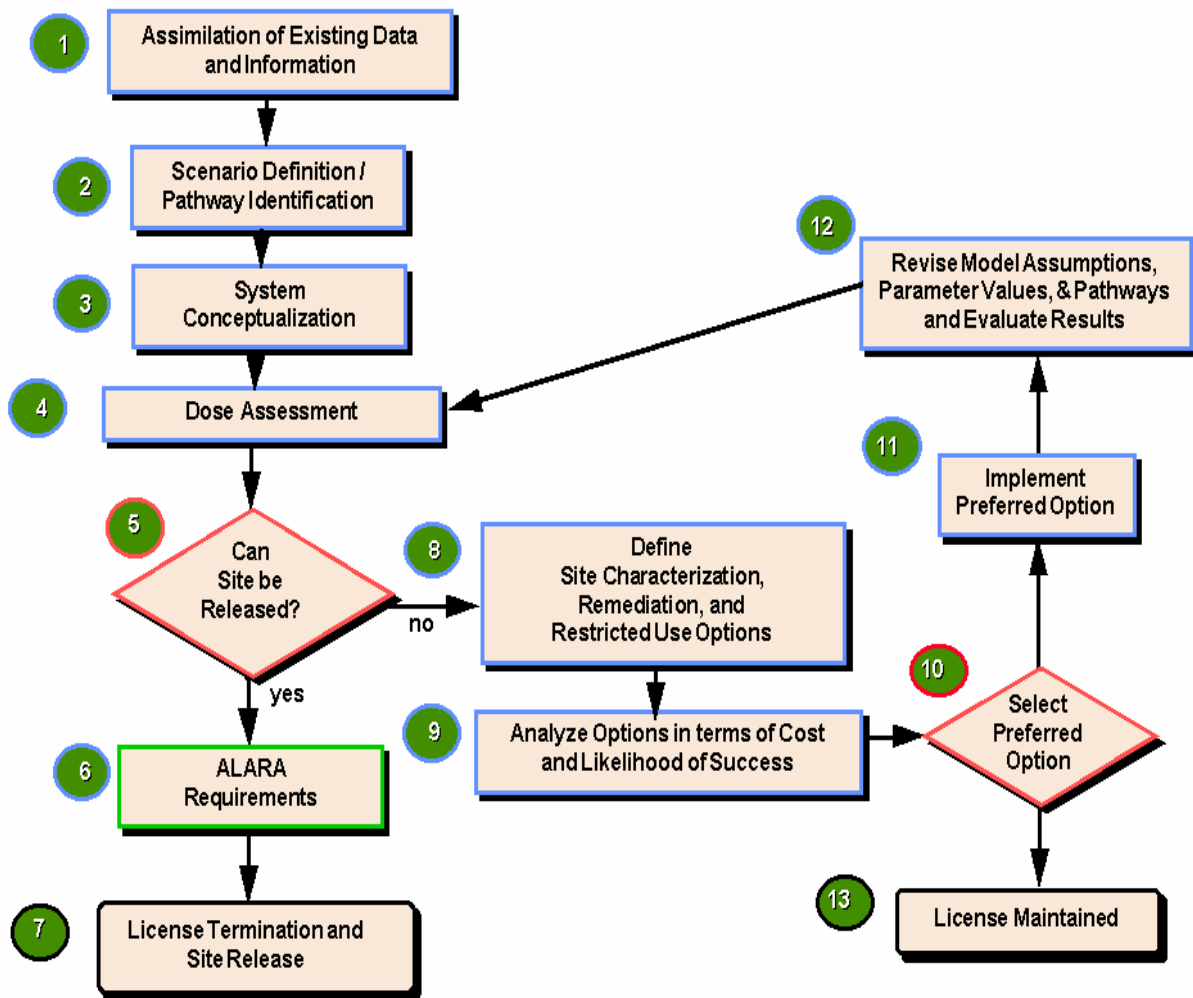 1
Assimilation of Existing Data
and Information
2
Scenario Definition /
Pathway Identification
3
System
Conceptualization
4
Dose Assessment
5
Can
Site be
Released?
no
yes
6
ALARA
Requirements
7
License Termination and
Site Release
8
Define
Site Characterization,
Remediation, and
Restricted Use Options
9
Analyze Options in terms of Cost
and Likelihood of Success
10
Select
Preferred
Option
11
Implement
Preferred Option
12
Revise Model Assumptions,
Parameter Values, & Pathways
and Evaluate Results
13
License Maintained